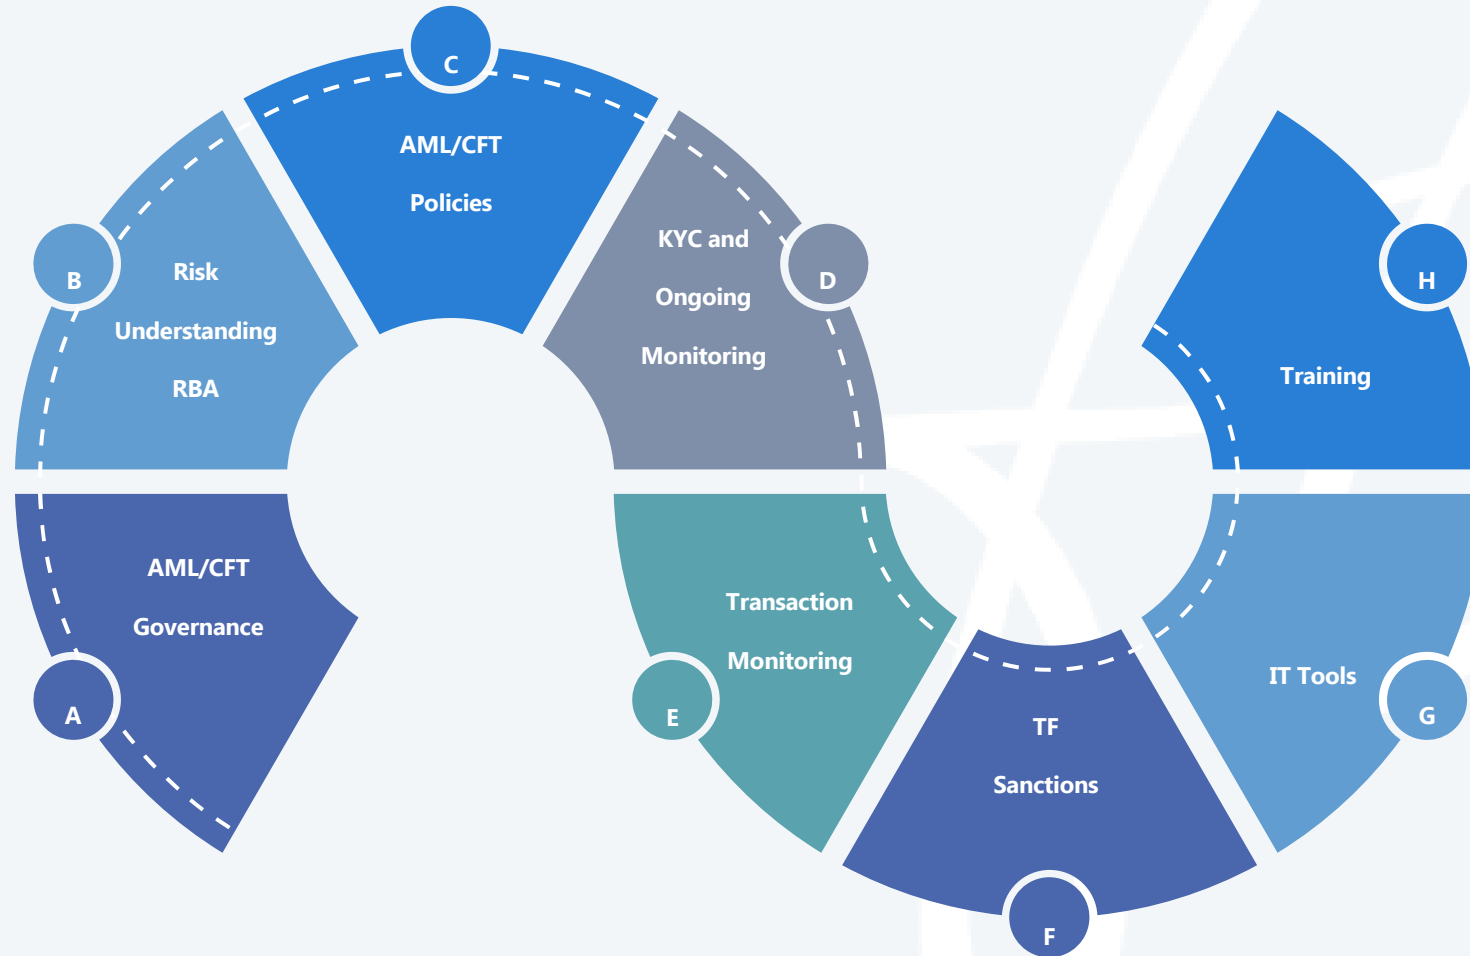 A
AML/CFT
Governance
B
Risk
Understanding
RBA
C
AML/CFT
Policies
D
KYC and
Ongoing
Monitoring
E
Transaction
Monitoring
F
TF
Sanctions
G
IT Tools
H
Training